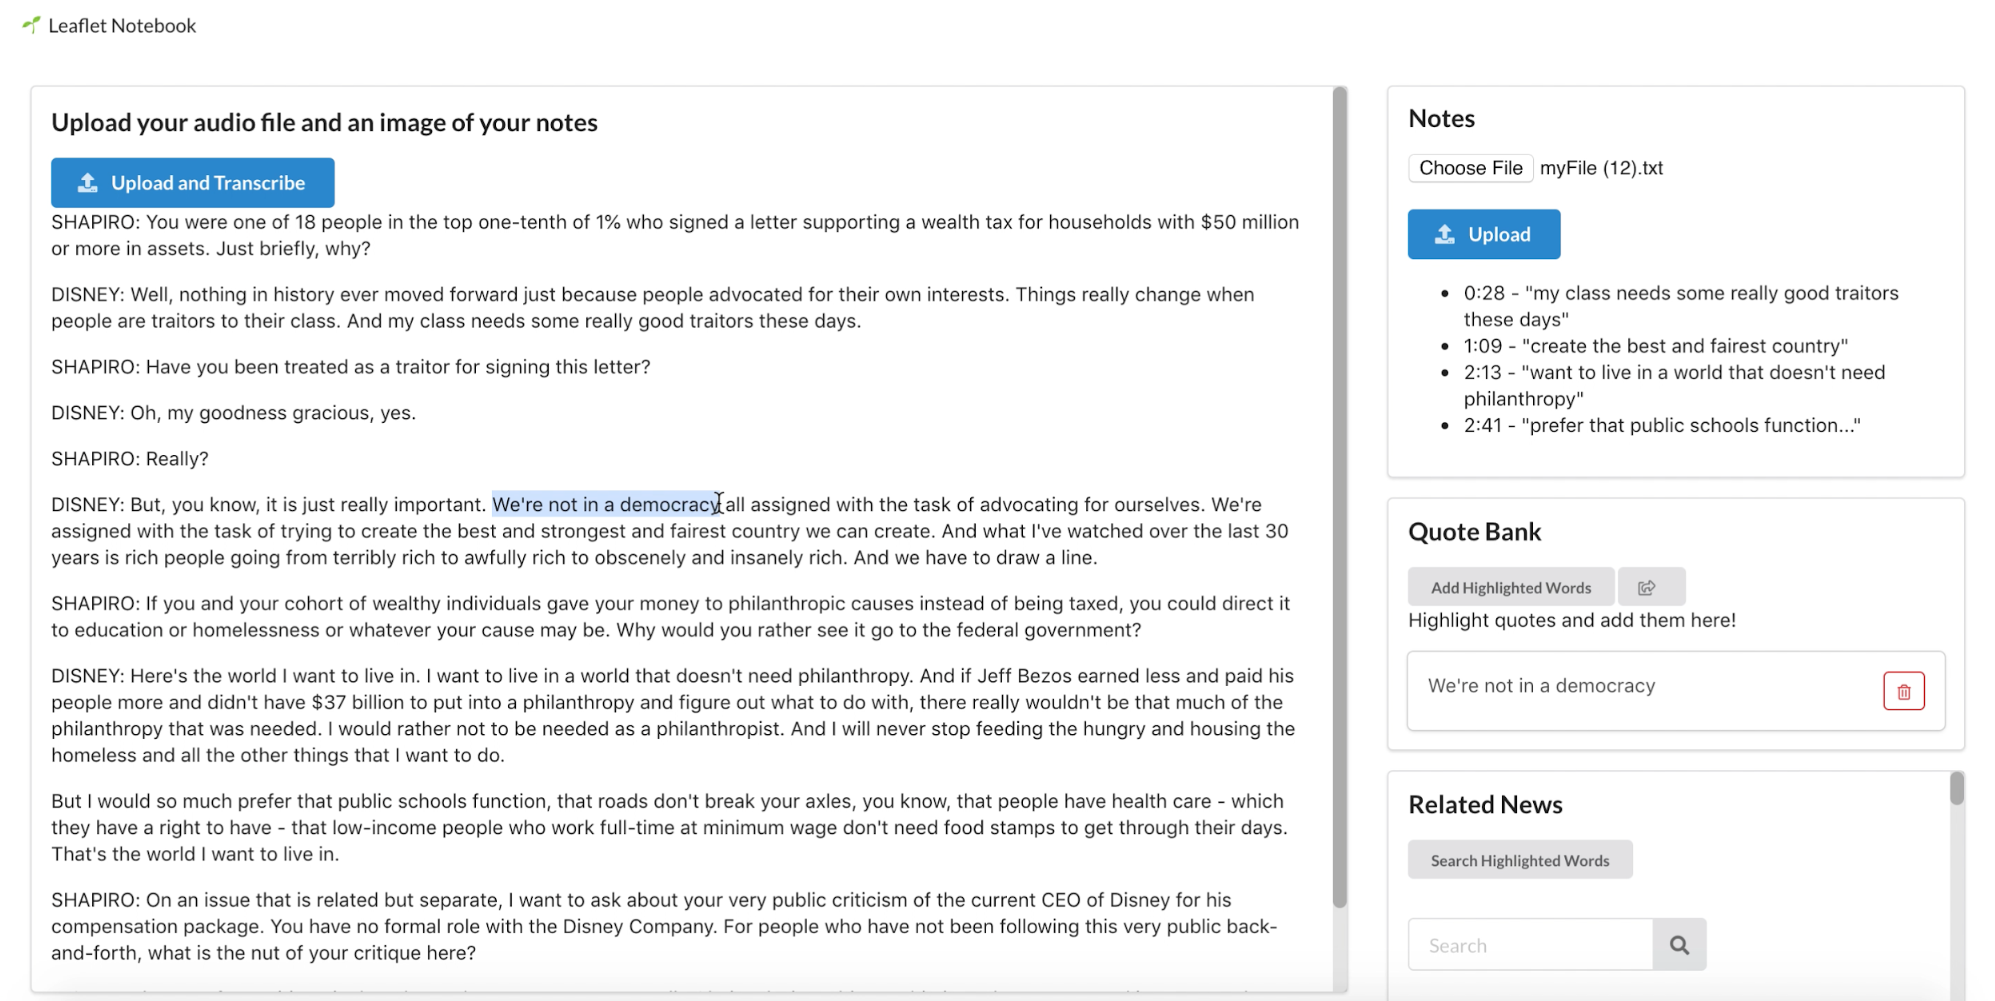 Leaflet Notebook
Upload your audio file and an image of your notes
Upload and Transcribe
SHAPIRO: You were one of 18 people in the top one-tenth of 1% who signed a letter supporting a wealth tax for households with $50 million
or more in assets. Just briefly, why?
DISNEY: Well, nothing in history ever moved forward just because people advocated for their own interests. Things really change when
people are traitors to their class. And my class needs some really good traitors these days.
SHAPIRO: Have you been treated as a traitor for signing this letter?
DISNEY: Oh, my goodness gracious, yes.
SHAPIRO: Really?
DISNEY: But, you know, it is just really important. We're not in a democracy all assigned with the task of advocating for ourselves. We're
assigned with the task of trying to create the best and strongest and fairest country we can create. And what I've watched over the last 30
years is rich people going from terribly rich to awfully rich to obscenely and insanely rich. And we have to draw a line.
SHAPIRO: If you and your cohort of wealthy individuals gave your money to philanthropic causes instead of being taxed, you could direct it
to education or homelessness or whatever your cause may be. Why would you rather see it go to the federal government?
DISNEY: Here's the world I want to live in. I want to live in a world that doesn't need philanthropy. And if Jeff Bezos earned less and paid his
people more and didn't have $37 billion to put into a philanthropy and figure out what to do with, there really wouldn't be that much of the
philanthropy that was needed. I would rather not to be needed as a philanthropist. And I will never stop feeding the hungry and housing the
homeless and all the other things that I want to do.
But I would so much prefer that public schools function, that roads don't break your axles, you know, that people have health care - which
they have a right to have - that low-income people who work full-time at minimum wage don't need food stamps to get through their days.
That's the world I want to live in.
SHAPIRO: On an issue that is related but separate, I want to ask about your very public criticism of the current CEO of Disney for his
compensation package. You have no formal role with the Disney Company. For people who have not been following this very public back-
and-forth, what is the nut of your critique here?
Notes
Choose File myFile (12).txt
Upload
• 0:28 - "my class needs some really good traitors
these days"
• 1:09 - "create the best and fairest country"
• 2:13 - "want to live in a world that doesn't need
philanthropy"
• 2:41 - "prefer that public schools function..."
Quote Bank
Add Highlighted Words
Highlight quotes and add them here!
We're not in a democracy
Related News
Search Highlighted Words
Search